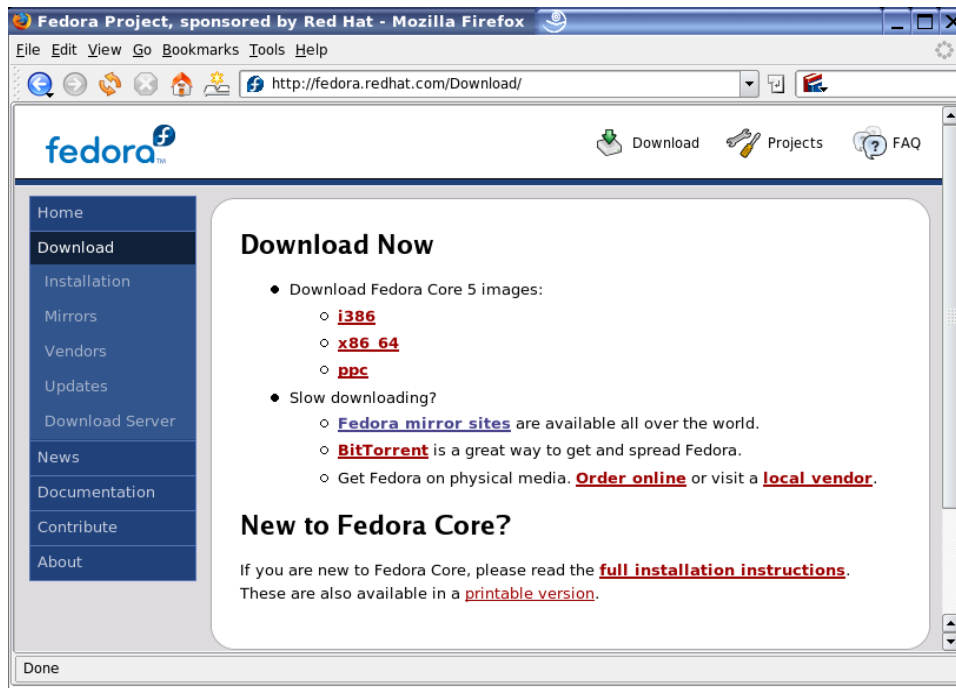 Fedora Project, sponsored by Red Hat - Mozilla Firefox
File Edit View Go Bookmarks Tools Help
http://fedora.redhat.com/Download/
fedora™
Download Projects FAQ
Home
Download
Installation
Mirrors
Vendors
Updates
Download Server
News
Documentation
Contribute
About
Download Now
Download Fedora Core 5 images:
i386
x86_64
ppc
Slow downloading?
Fedora mirror sites are available all over the world.
BitTorrent is a great way to get and spread Fedora.
Get Fedora on physical media. Order online or visit a local vendor.
New to Fedora Core?
If you are new to Fedora Core, please read the full installation instructions.
These are also available in a printable version.
Done